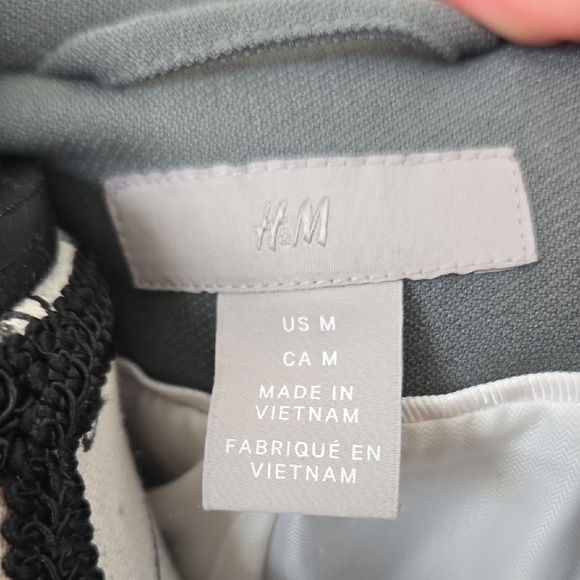 H&M
US M
CA M
MADE IN
VIETNAM
FABRIQUÉ EN
VIETNAM